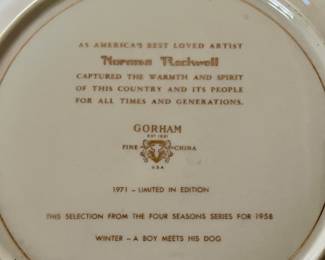 AS AMERICA'S BEST LOVED ARTIST
Norman Rockwell
CAPTURED THE WARMTH AND SPIRIT
OF THIS COUNTRY AND ITS PEOPLE
FOR ALL TIMES AND GENERATIONS.
GORHAM
EST 1831
FINE CHINA
U.S.A.
1971 – LIMITED IN EDITION
THIS SELECTION FROM THE FOUR SEASONS SERIES FOR 1958
WINTER – A BOY MEETS HIS DOG